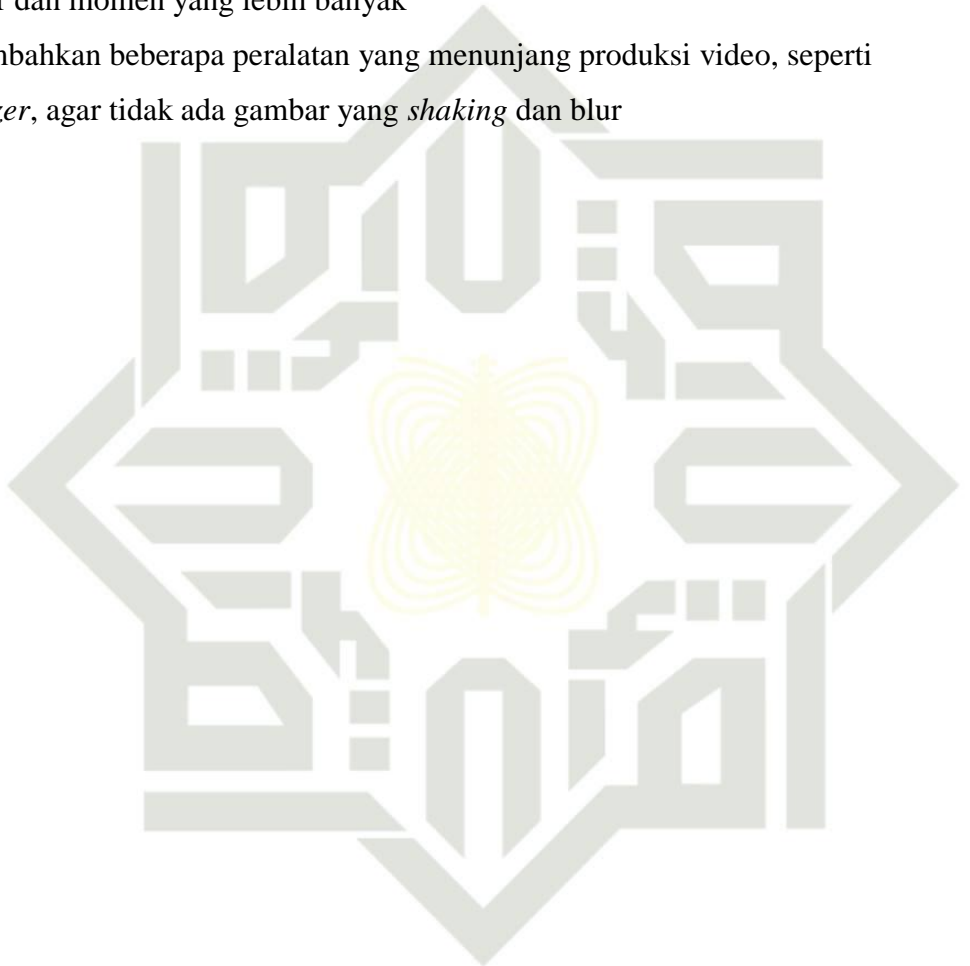 dan momen yang lebih banyak
mbahkan beberapa peralatan yang menunjang produksi video, seperti
zer, agar tidak ada gambar yang shaking dan blur